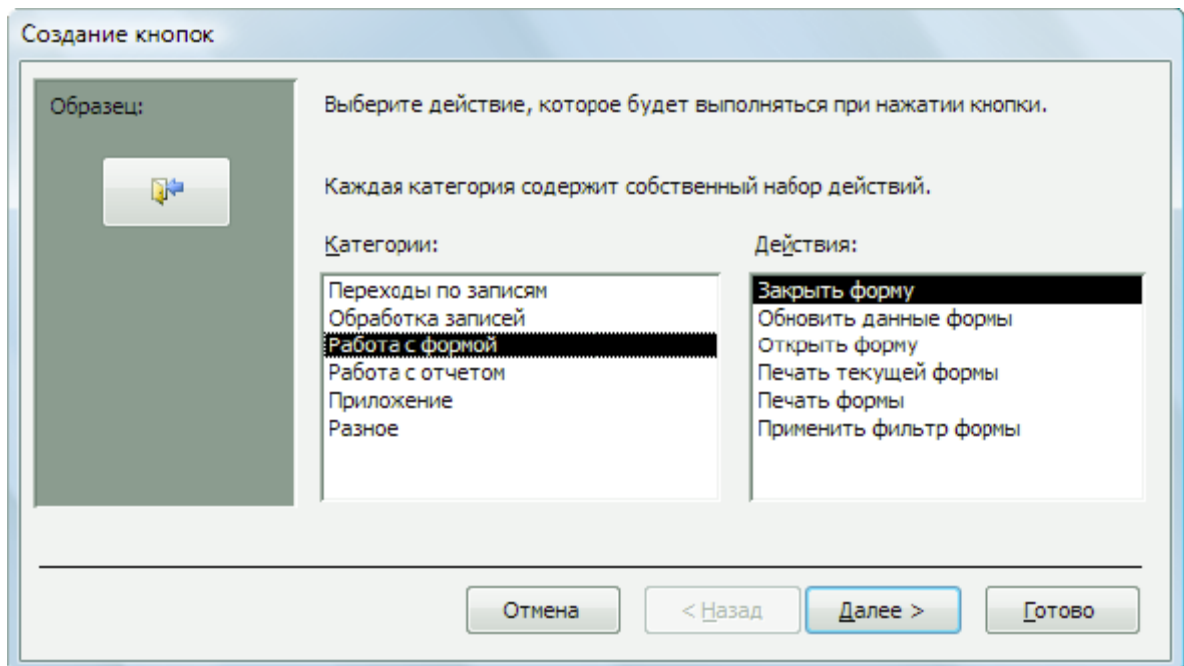 Создание кнопок
Образец:
Выберите действие, которое будет выполняться при нажатии кнопки.
Каждая категория содержит собственный набор действий.
Категории:
Переходы по записям
Обработка записей
Работа с формой
Работа с отчетом
Приложение
Разное
Действия:
Закрыть форму
Обновить данные формы
Открыть форму
Печать текущей формы
Печать формы
Применить фильтр формы
Отмена
< Назад
Далее >
Готово